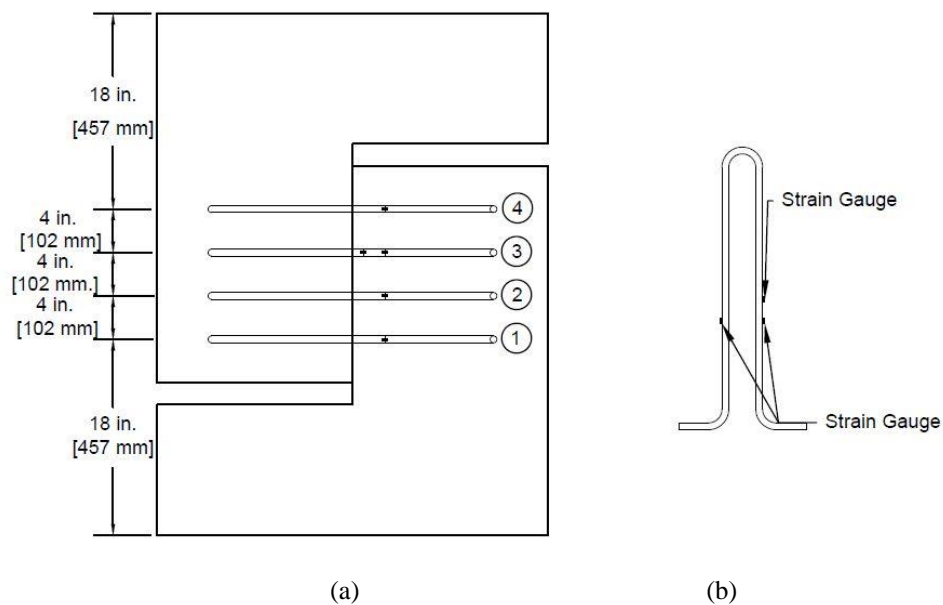 18 in.
[457 mm]
4 in.
[102 mm]
4 in.
[102 mm.]
4 in.
[102 mm]
18 in.
[457 mm]
4
3
2
1
Strain Gauge
Strain Gauge
(a)
(b)